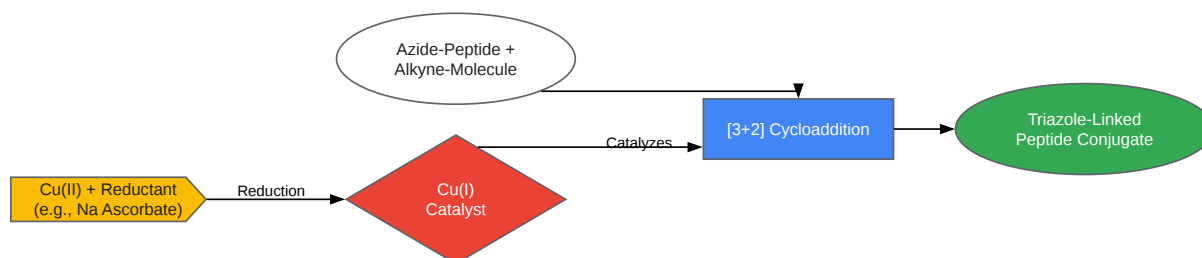 Azide-Peptide +
Alkyne-Molecule
[3+2] Cycloaddition
Triazole-Linked
Peptide Conjugate
Catalyzes
Cu(II) + Reductant
(e.g., Na Ascorbate)
Reduction
Cu(I)
Catalyst